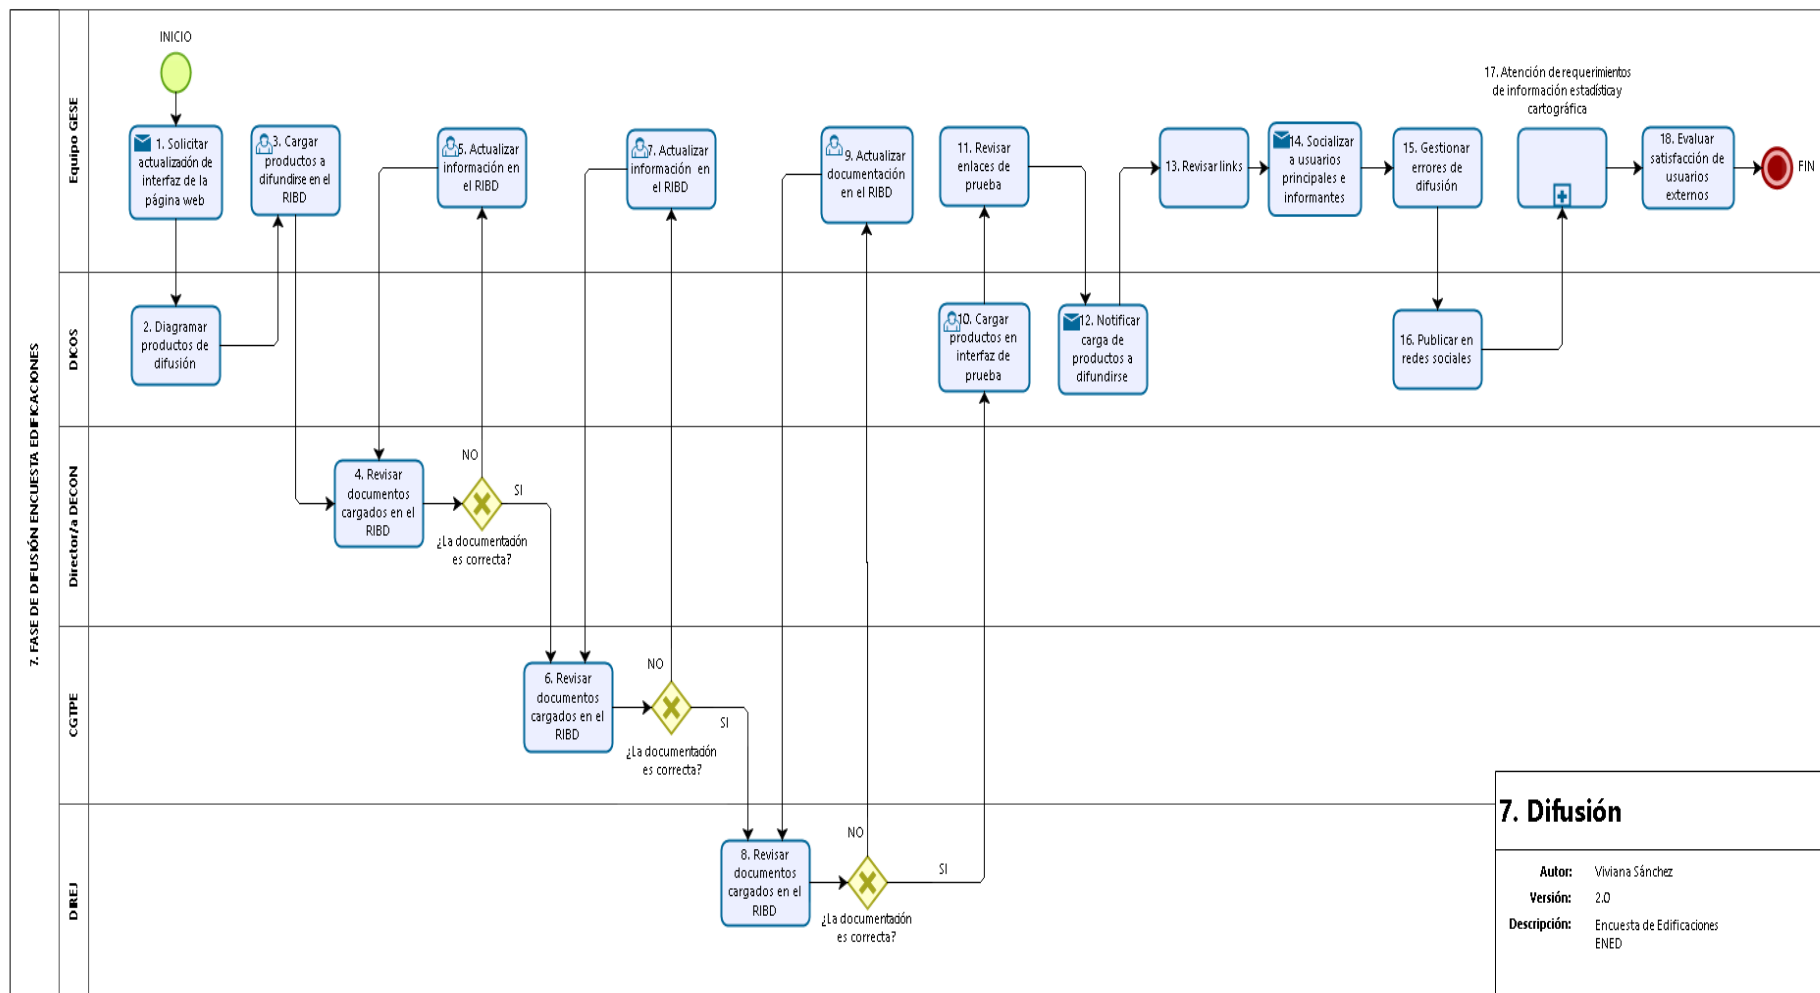 7. FASE DE DIFUSIÓN ENCUESTA EDIFICACIONES
Equipo GESE
INICIO
1. Solicitar
actualización de
interfaz de la
página web
3. Cargar
productos a
difundirse en el
RIBD
5. Actualizar
información en
el RIBD
7. Actualizar
información en
el RIBD
9. Actualizar
documentación
en el RIBD
11. Revisar
enlaces de
prueba
13. Revisar links
14. Socializar
a usuarios
principales e
informantes
15. Gestionar
errores de
difusión
17. Atención de requerimientos
de información estadística y
cartográfica
18. Evaluar
satisfacción de
usuarios
externos
FIN
DICOS
2. Diagramar
productos de
difusión
10. Cargar
productos en
interfaz de
prueba
12. Notificar
carga de
productos a
difundirse
16. Publicar en
redes sociales
Director/a DECON
4. Revisar
documentos
cargados en el
RIBD
NO
SI
¿La documentación
es correcta?
CGTPE
6. Revisar
documentos
cargados en el
RIBD
NO
SI
¿La documentación
es correcta?
DIREJ
8. Revisar
documentos
cargados en el
RIBD
NO
SI
¿La documentación
es correcta?
7. Difusión
Autor: Viviana Sánchez
Versión: 2.0
Descripción: Encuesta de Edificaciones
ENED